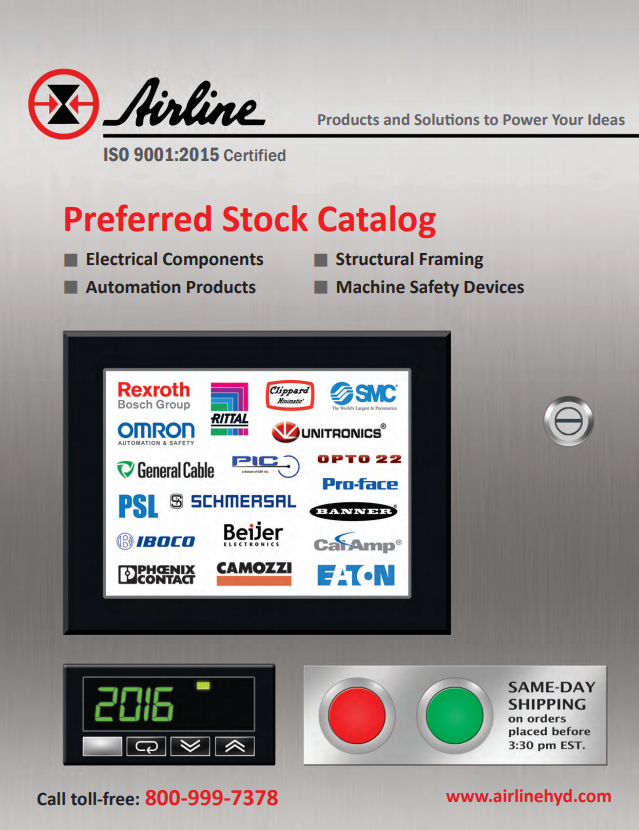 Airline
Products and Solutions to Power Your Ideas
ISO 9001:2015 Certified
Preferred Stock Catalog
Electrical Components
Structural Framing
Automation Products
Machine Safety Devices
Rexroth
Bosch Group
RITTAL
Clippard
Minimatic®
SMC®
The World's Largest In Pneumatics
OMRON
AUTOMATION & SAFETY
UNITRONICS®
General Cable
PIC
OPTO 22
Pro-face
PSL
SCHMERSAL
BANNER
IBOCO
Beijer
ELECTRONICS
CalAmp®
PHŒNIX
CONTACT
CAMOZZI
EATON
2016
SAME-DAY
SHIPPING
on orders
placed before
3:30 pm EST.
Call toll-free: 800-999-7378
www.airlinehyd.com